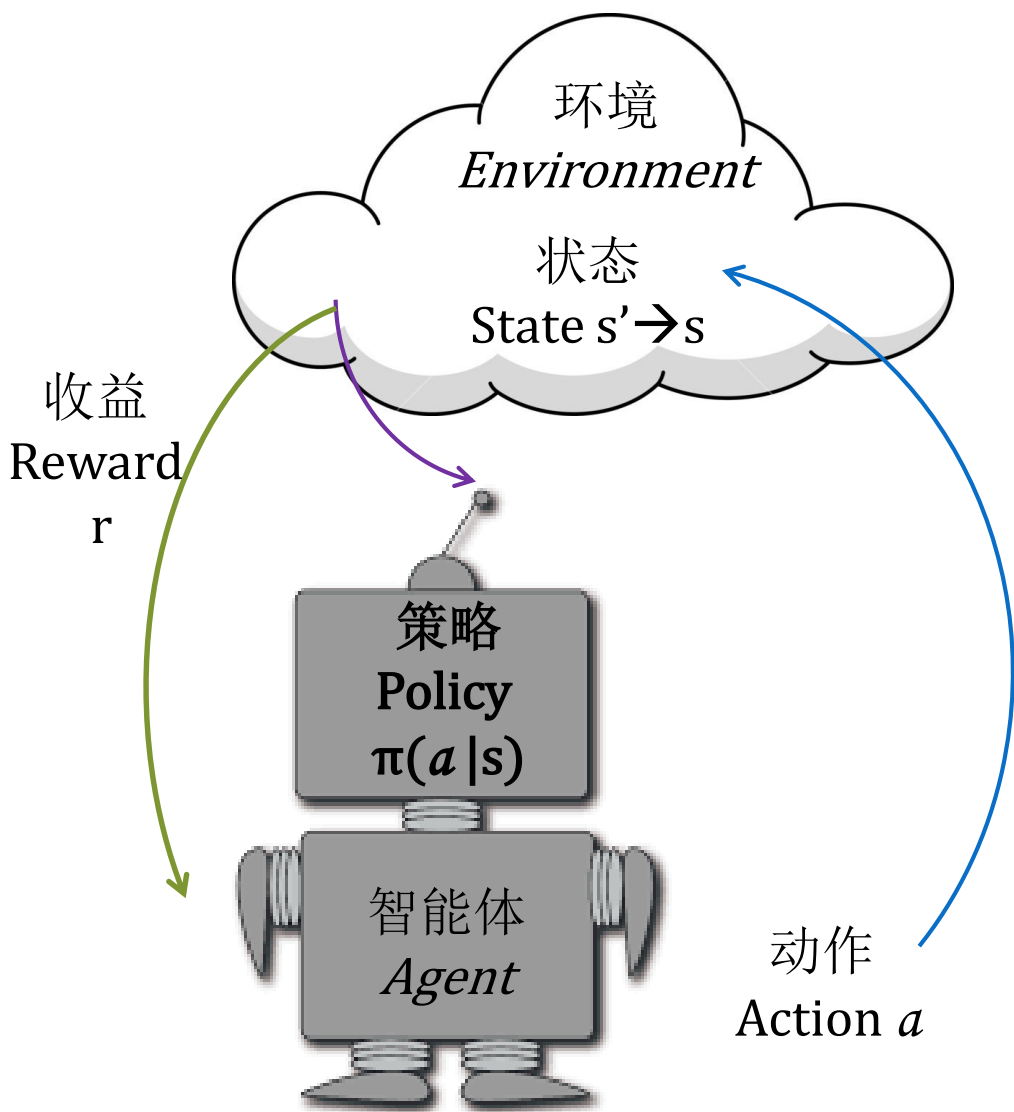 环境
Environment
状态
State s’→s
收益
Reward
r
策略
Policy
π(a|s)
智能体
Agent
动作
Action a